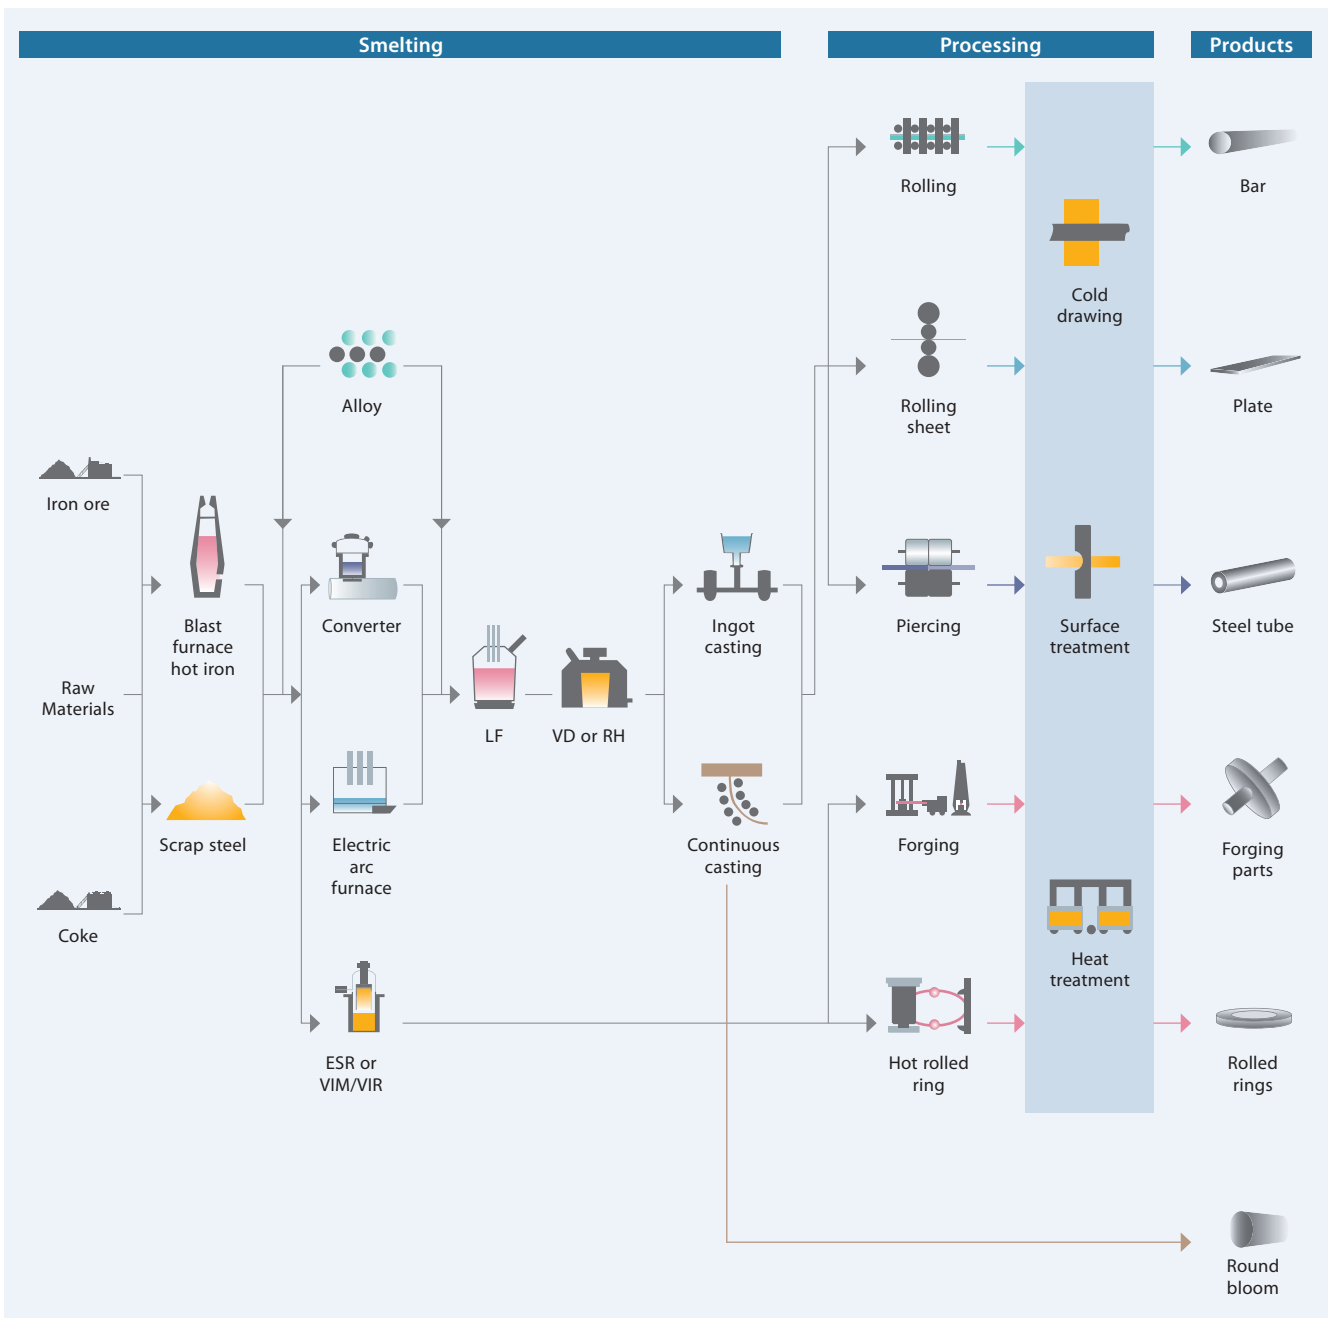 Smelting
Processing
Products
Rolling
Bar
Cold
drawing
Alloy
Rolling
sheet
Plate
Iron ore
Blast
furnace
hot iron
Converter
Ingot
casting
Piercing
Surface
treatment
Steel tube
Raw
Materials
LF
VD or RH
Scrap steel
Electric
arc
furnace
Continuous
casting
Forging
Forging
parts
Coke
Heat
treatment
ESR or
VIM/VIR
Hot rolled
ring
Rolled
rings
Round
bloom